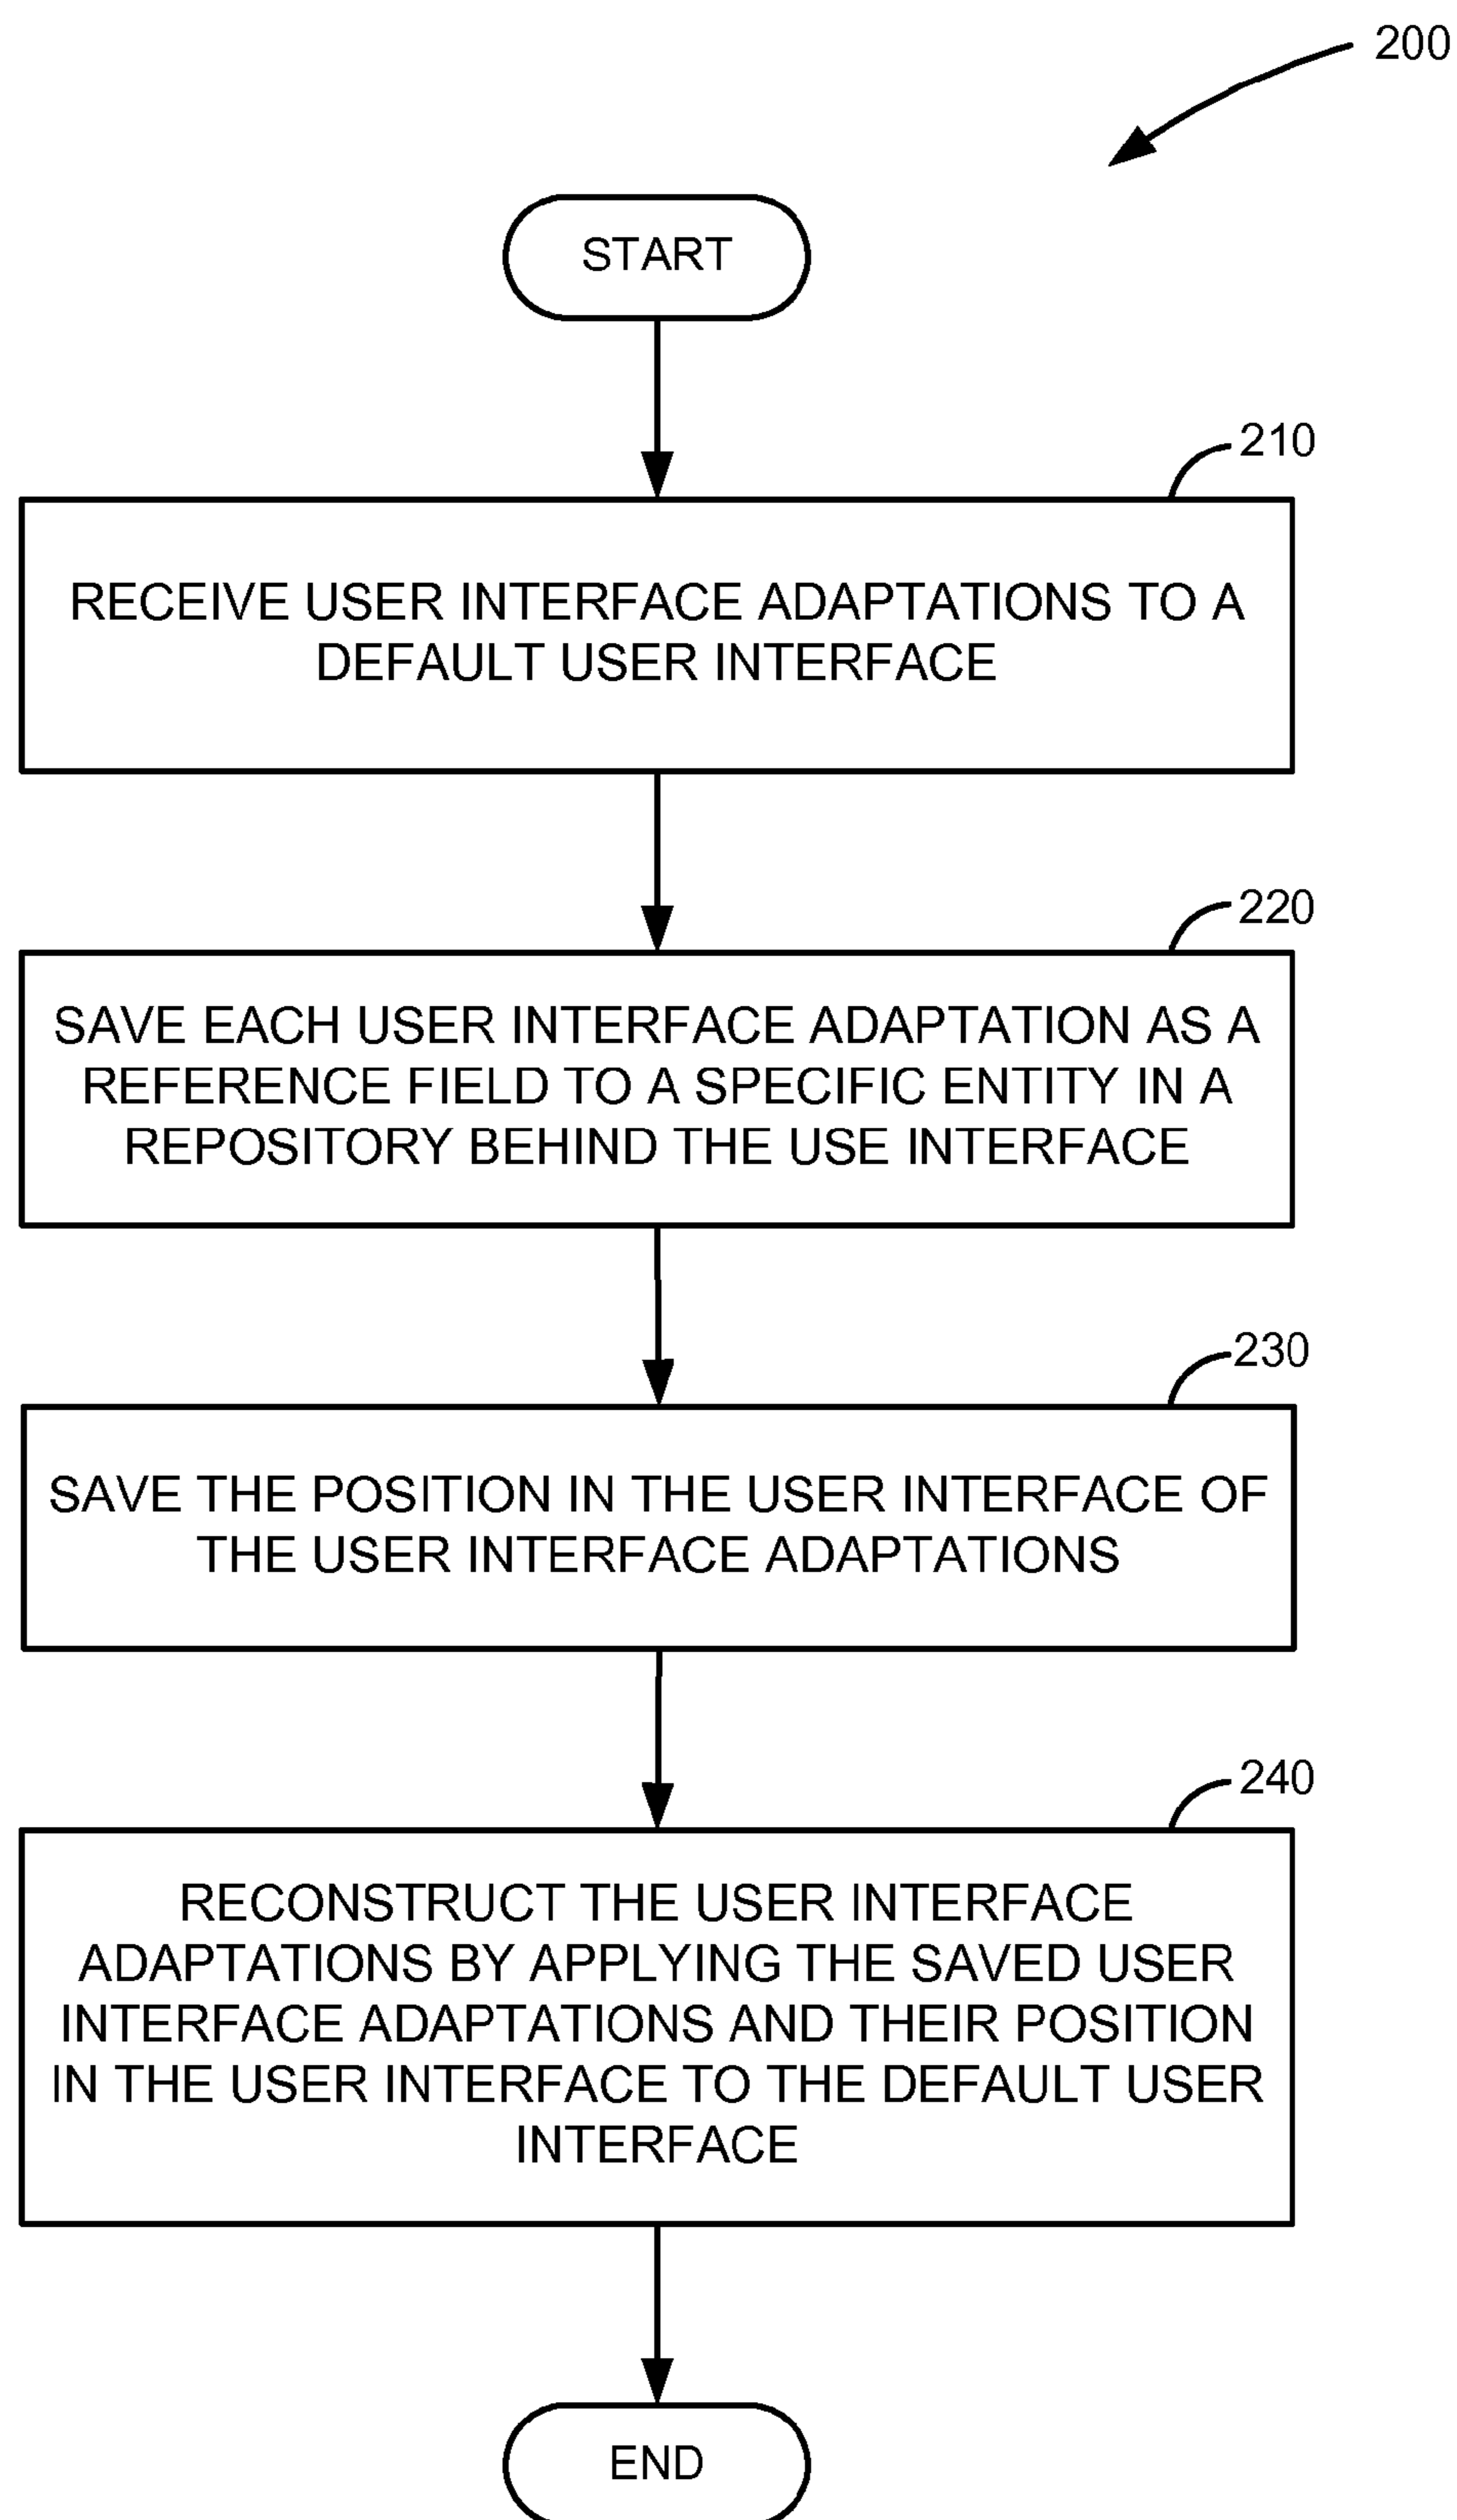 200
START
210
RECEIVE USER INTERFACE ADAPTATIONS TO A
DEFAULT USER INTERFACE
220
SAVE EACH USER INTERFACE ADAPTATION AS A
REFERENCE FIELD TO A SPECIFIC ENTITY IN A
REPOSITORY BEHIND THE USE INTERFACE
230
SAVE THE POSITION IN THE USER INTERFACE OF
THE USER INTERFACE ADAPTATIONS
240
RECONSTRUCT THE USER INTERFACE
ADAPTATIONS BY APPLYING THE SAVED USER
INTERFACE ADAPTATIONS AND THEIR POSITION
IN THE USER INTERFACE TO THE DEFAULT USER
INTERFACE
END